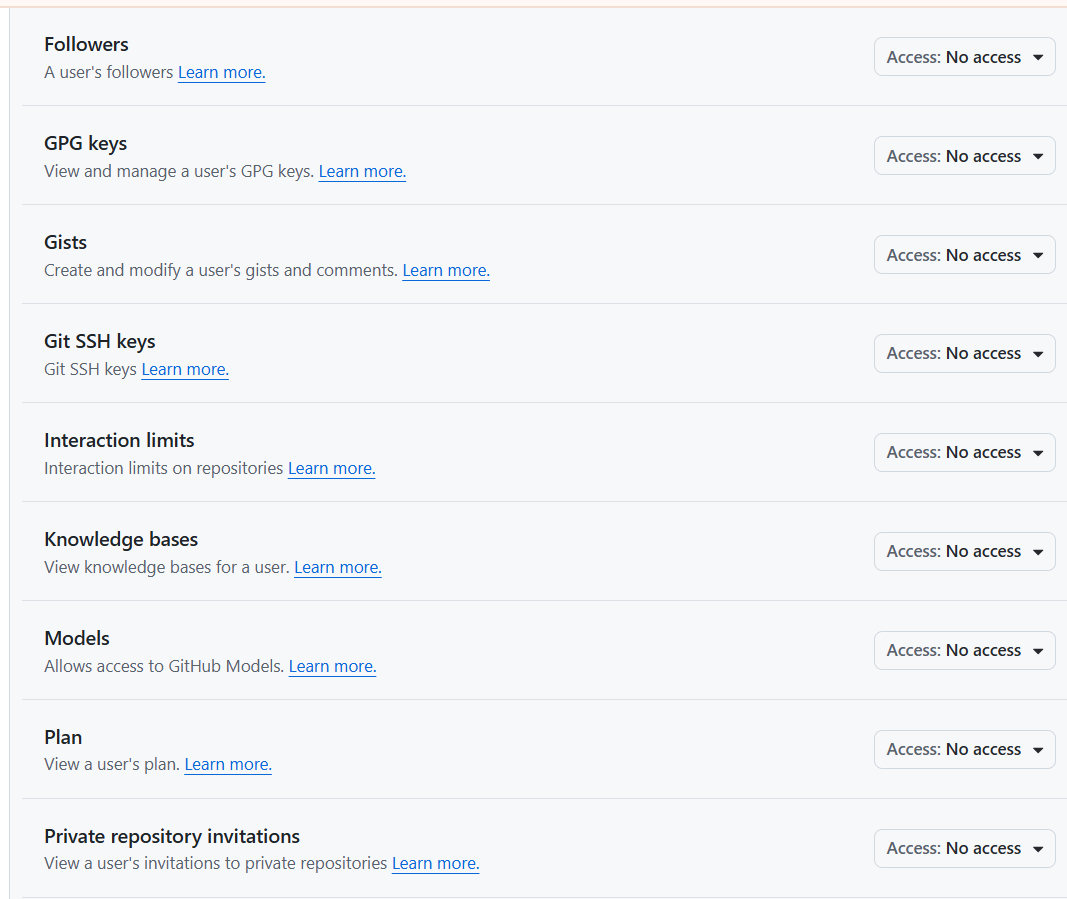 Followers
Access: No access
A user's followers Learn more.
GPG keys
Access: No access
View and manage a user's GPG keys. Learn more.
Gists
Access: No access
Create and modify a user's gists and comments. Learn more.
Git SSH keys
Access: No access
Git SSH keys Learn more.
Interaction limits
Access: No access
Interaction limits on repositories Learn more.
Knowledge bases
Access: No access
View knowledge bases for a user. Learn more.
Models
Access: No access
Allows access to GitHub Models. Learn more.
Plan
Access: No access
View a user's plan. Learn more.
Private repository invitations
Access: No access
View a user's invitations to private repositories Learn more.